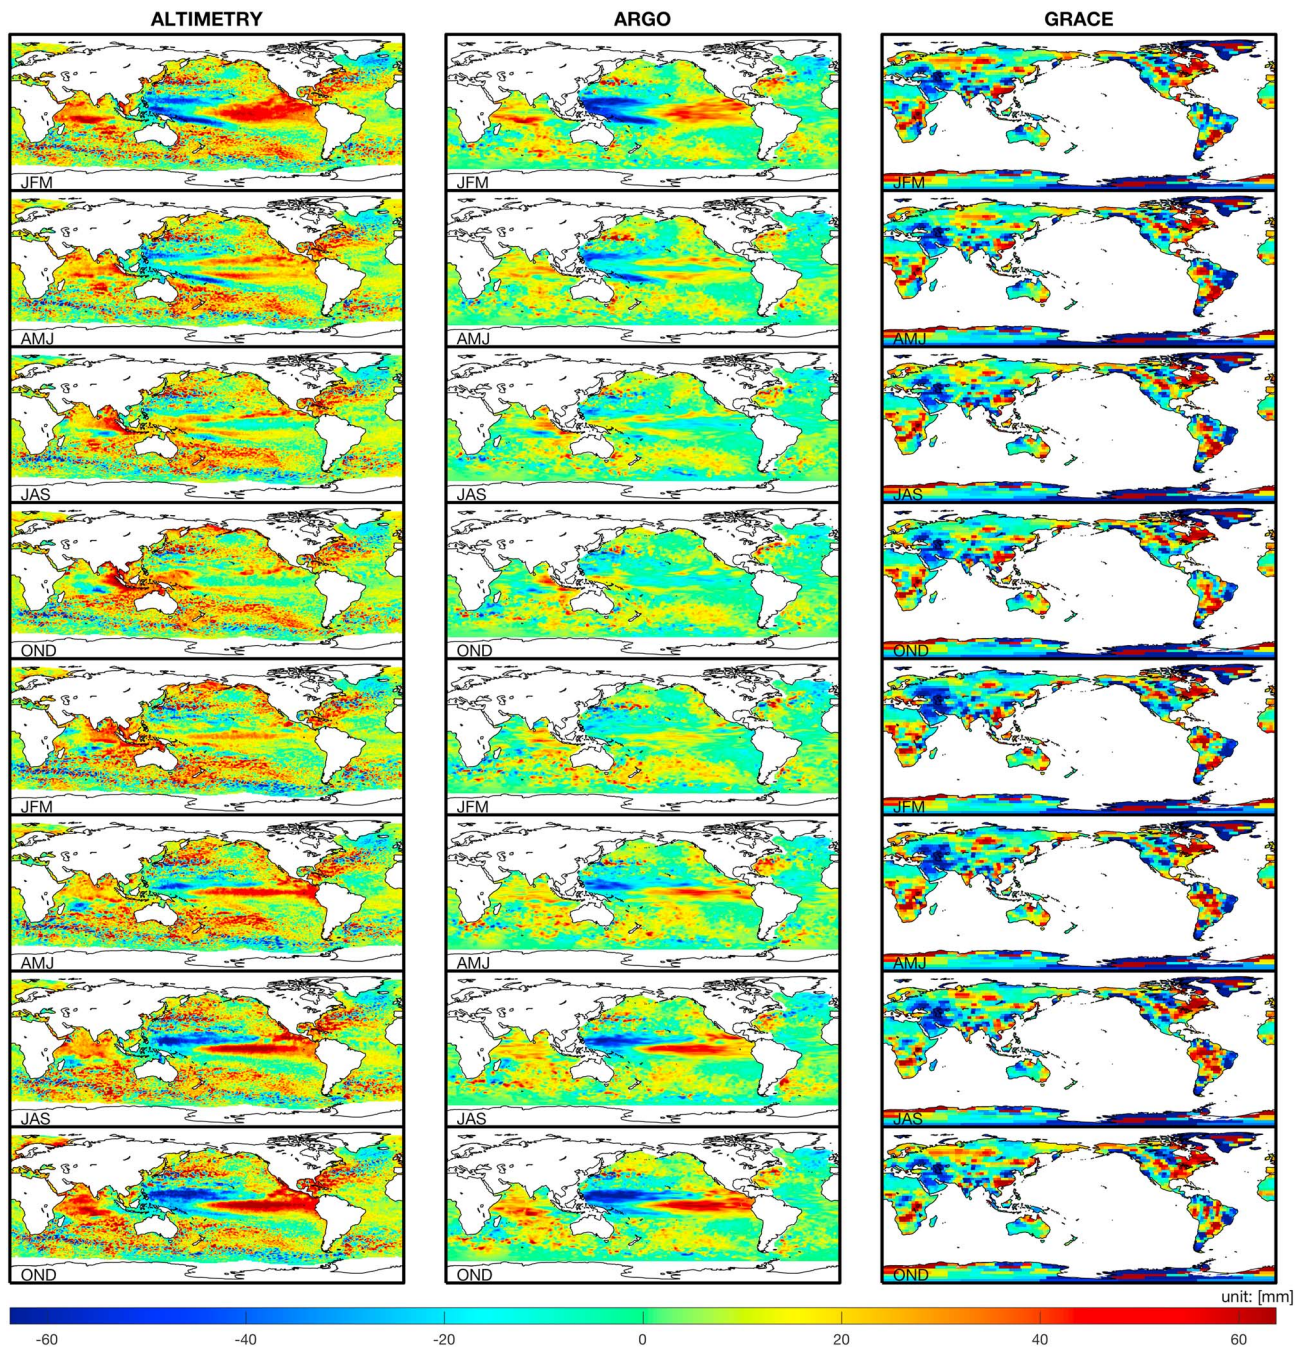 ALTIMETRY ARGO GRACE
JFM JFM JFM
AMJ AMJ AMJ
JAS JAS JAS
OND OND OND
JFM JFM JFM
AMJ AMJ AMJ
JAS JAS JAS
OND OND OND
unit: [mm]
-60 -40 -20 0 20 40 60